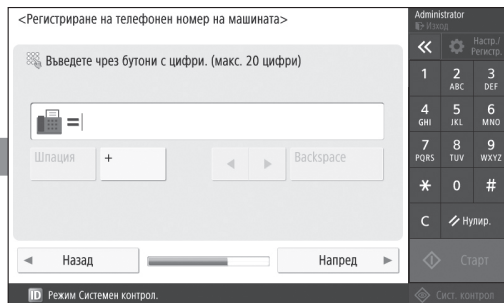 <Регистриране на телефонен номер на машината>
Въведете чрез бутони с цифри. (макс. 20 цифри)
=
Шпация
+
Backspace
Назад
Напред
ID Режим Системен контрол.
Administrator
Изход
Настр./
Регистр.
1 2 3
ABC DEF
4 5 6
GHI JKL MNO
7 8 9
PQRS TUV WXYZ
* 0 #
C Нулир.
Старт
Сист. контрол